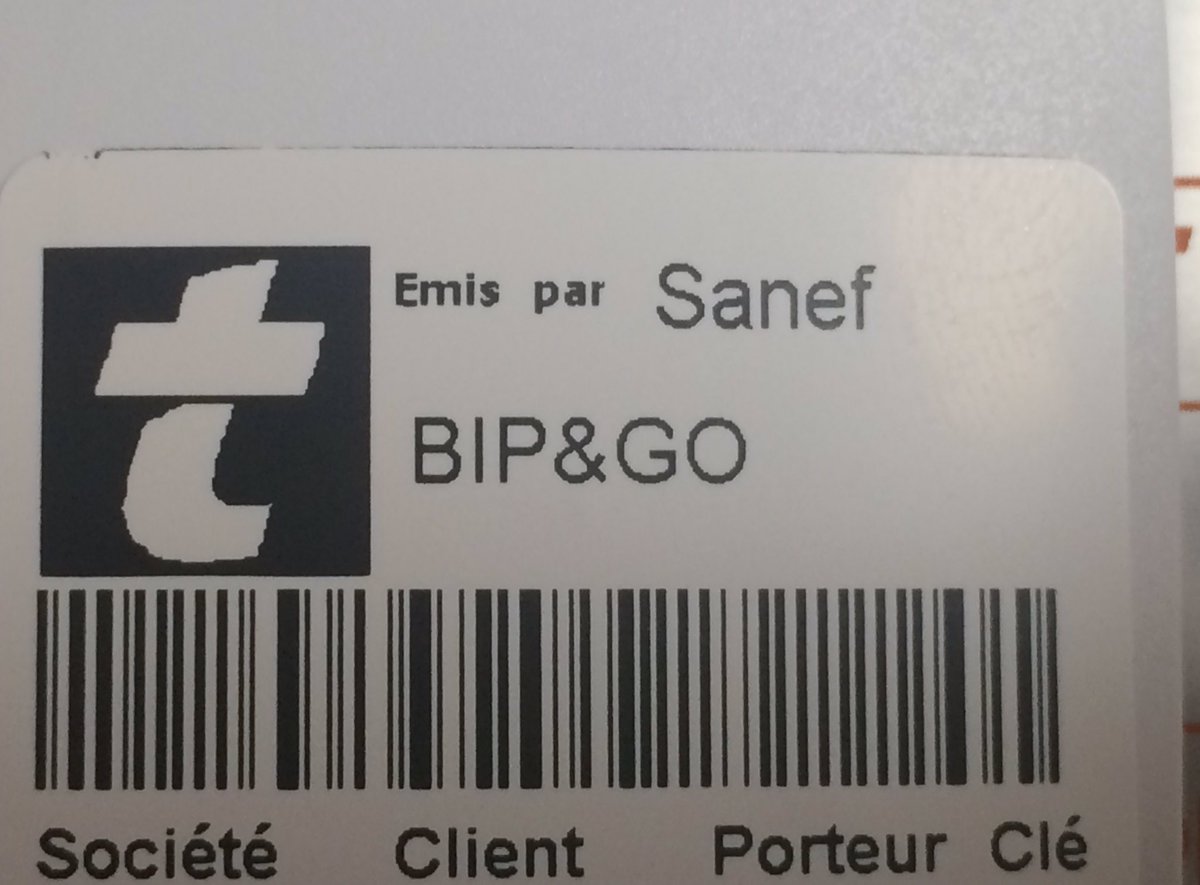 t
Emis par Sanef
BIP&GO
Société Client Porteur Clé